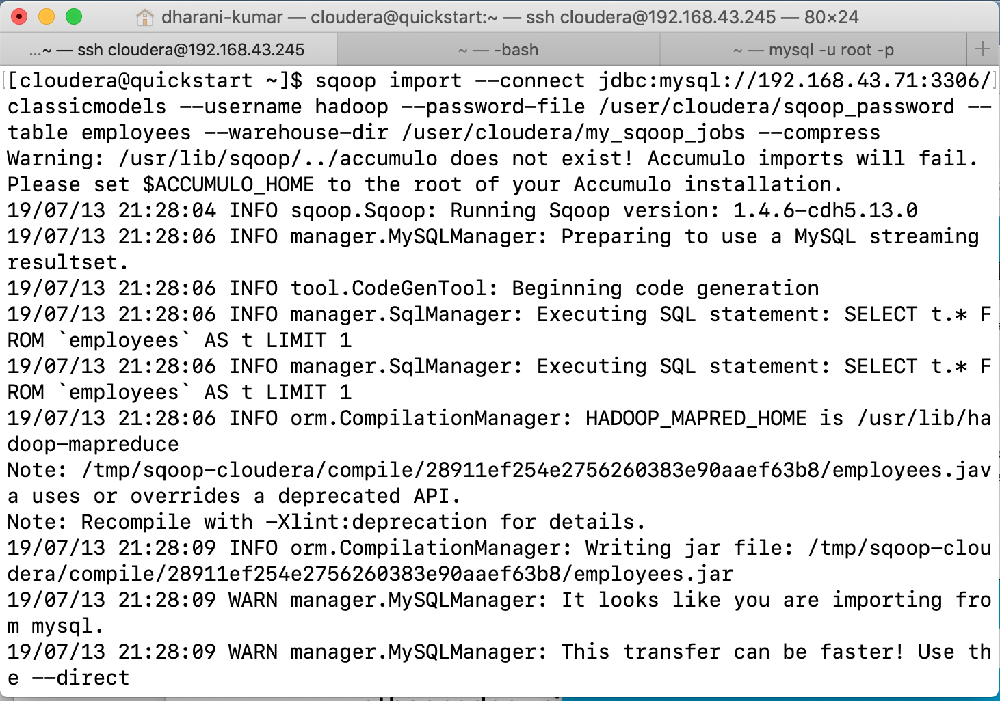 dharani-kumar — cloudera@quickstart:~ — ssh cloudera@192.168.43.245 — 80×24
...~ — ssh cloudera@192.168.43.245
~ — -bash
~ — mysql -u root -p
[cloudera@quickstart ~]$ sqoop import --connect jdbc:mysql://192.168.43.71:3306/
classicmodels --username hadoop --password-file /user/cloudera/sqoop_password --
table employees --warehouse-dir /user/cloudera/my_sqoop_jobs --compress
Warning: /usr/lib/sqoop/../accumulo does not exist! Accumulo imports will fail.
Please set $ACCUMULO_HOME to the root of your Accumulo installation.
19/07/13 21:28:04 INFO sqoop.Sqoop: Running Sqoop version: 1.4.6-cdh5.13.0
19/07/13 21:28:06 INFO manager.MySQLManager: Preparing to use a MySQL streaming
resultset.
19/07/13 21:28:06 INFO tool.CodeGenTool: Beginning code generation
19/07/13 21:28:06 INFO manager.SqlManager: Executing SQL statement: SELECT t.* F
ROM `employees` AS t LIMIT 1
19/07/13 21:28:06 INFO manager.SqlManager: Executing SQL statement: SELECT t.* F
ROM `employees` AS t LIMIT 1
19/07/13 21:28:06 INFO orm.CompilationManager: HADOOP_MAPRED_HOME is /usr/lib/ha
doop-mapreduce
Note: /tmp/sqoop-cloudera/compile/28911ef254e2756260383e90aaef63b8/employees.jav
a uses or overrides a deprecated API.
Note: Recompile with -Xlint:deprecation for details.
19/07/13 21:28:09 INFO orm.CompilationManager: Writing jar file: /tmp/sqoop-clou
dera/compile/28911ef254e2756260383e90aaef63b8/employees.jar
19/07/13 21:28:09 WARN manager.MySQLManager: It looks like you are importing fro
m mysql.
19/07/13 21:28:09 WARN manager.MySQLManager: This transfer can be faster! Use th
e --direct